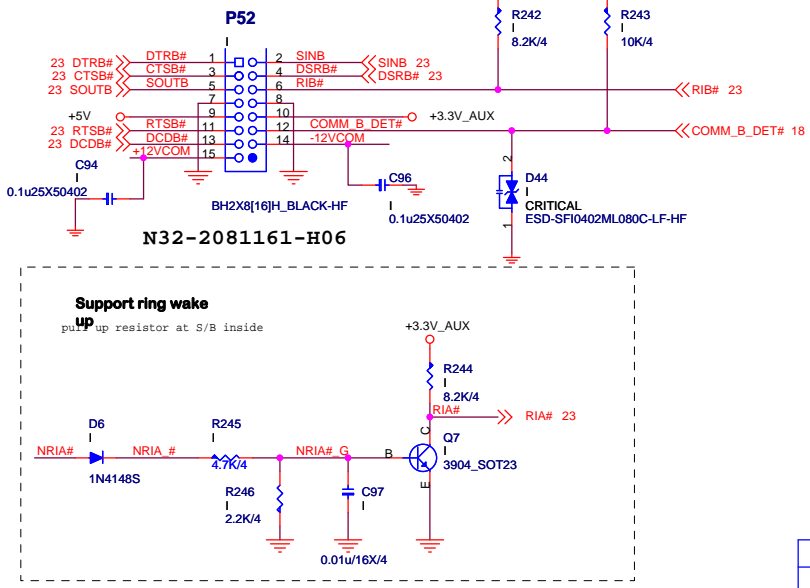 P52
R242
8.2K/4
R243
10K/4
23 DTRB# DTRB# 1 2 SINB SINB 23
23 CTSB# CTSB# 3 4 DSRB# DSRB# 23
23 SOUTB SOUTB 5 6 RIB# RIB# 23
7 8
+5V 9 10 +3.3V_AUX
23 RTSB# RTSB# 11 12 COMM_B_DET# COMM_B_DET# 18
23 DCDB# DCDB# 13 14 -12VCOM
+12VCOM 15
C94
0.1u25X50402
C96
0.1u25X50402
BH2X8[16]H_BLACK-HF
N32-2081161-H06
2
D44
CRITICAL
ESD-SFI0402ML080C-LF-HF
1
Support ring wake
up
pull up resistor at S/B inside
+3.3V_AUX
R244
8.2K/4
RIA# RIA# 23
D6
1N4148S
R245
4.7K/4
NRIA# NRIA_# NRIA#_G B
C
Q7
3904_SOT23
E
R246
2.2K/4
C97
0.01u/16X/4